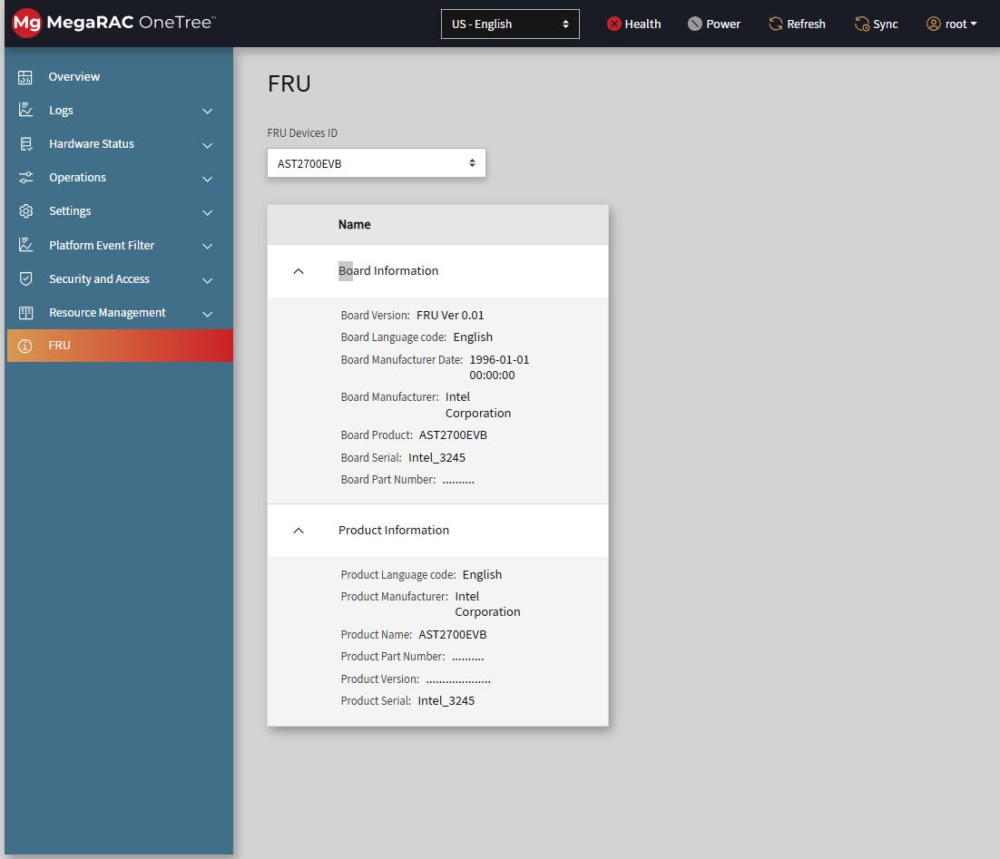 Mg MegaRAC OneTree™
US - English
Health
Power
Refresh
Sync
root
Overview
Logs
Hardware Status
Operations
Settings
Platform Event Filter
Security and Access
Resource Management
FRU
FRU
FRU Devices ID
AST2700EVB
Name
Board Information
Board Version: FRU Ver 0.01
Board Language code: English
Board Manufacturer Date: 1996-01-01
00:00:00
Board Manufacturer: Intel
Corporation
Board Product: AST2700EVB
Board Serial: Intel_3245
Board Part Number: ..........
Product Information
Product Language code: English
Product Manufacturer: Intel
Corporation
Product Name: AST2700EVB
Product Part Number: ..........
Product Version: ....................
Product Serial: Intel_3245